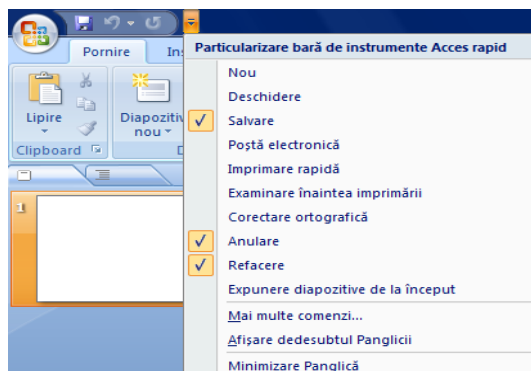 Pornire
In
Particularizare bară de instrumente Acces rapid
Lipire
Diapozitiv
nou
Clipboard
1
Nou
Deschidere
Salvare
Poștă electronică
Imprimare rapidă
Examinare înaintea imprimării
Corectare ortografică
Anulare
Refacere
Expunere diapozitive de la început
Mai multe comenzi...
Afișare dedesubtul Panglicii
Minimizare Panglică